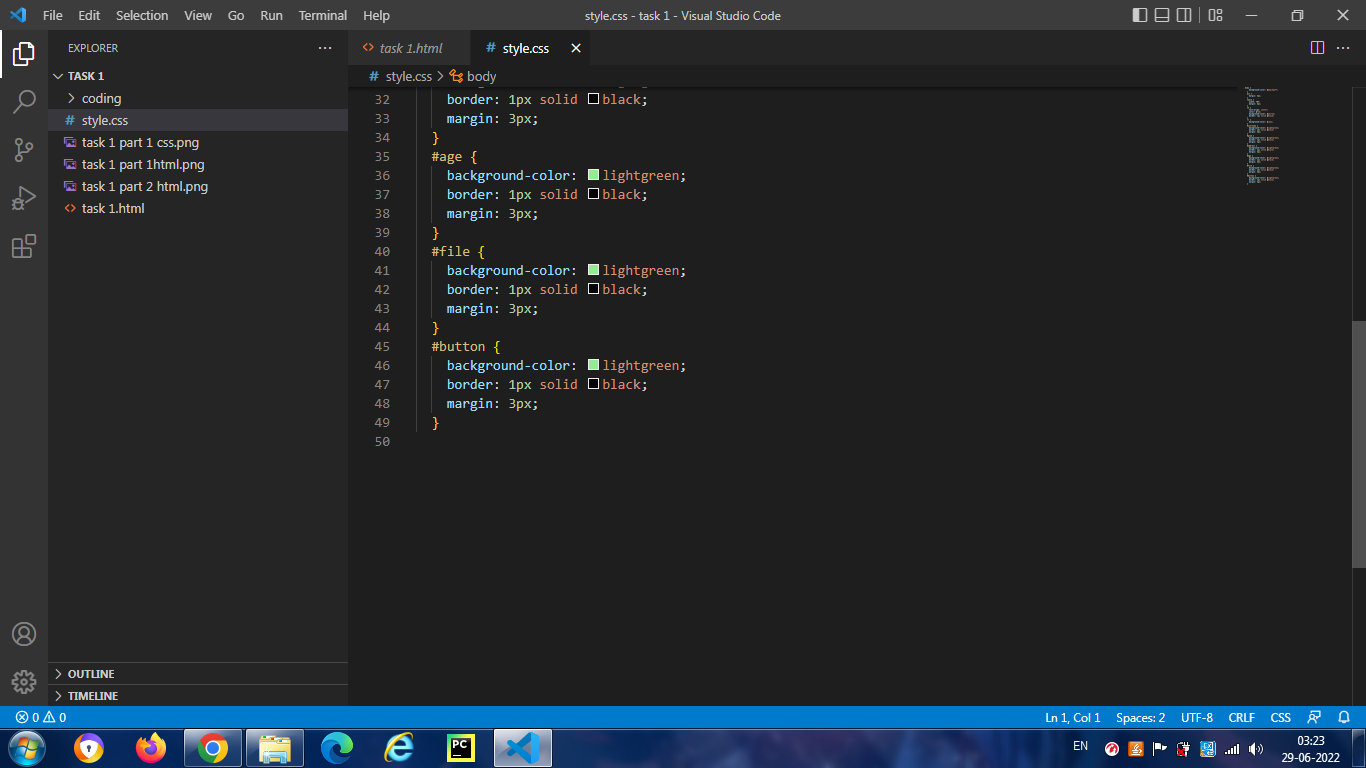 File Edit Selection View Go Run Terminal Help
style.css - task 1 - Visual Studio Code
EXPLORER
TASK 1
coding
# style.css
task 1 part 1 css.png
task 1 part 1html.png
task 1 part 2 html.png
<> task 1.html
OUTLINE
TIMELINE
<> task 1.html
# style.css
# style.css > body
32 border: 1px solid black;
33 margin: 3px;
34 }
35 #age {
36 background-color: lightgreen;
37 border: 1px solid black;
38 margin: 3px;
39 }
40 #file {
41 background-color: lightgreen;
42 border: 1px solid black;
43 margin: 3px;
44 }
45 #button {
46 background-color: lightgreen;
47 border: 1px solid black;
48 margin: 3px;
49 }
50
0 0
Ln 1, Col 1 Spaces: 2 UTF-8 CRLF CSS
PC
EN
03:23
29-06-2022